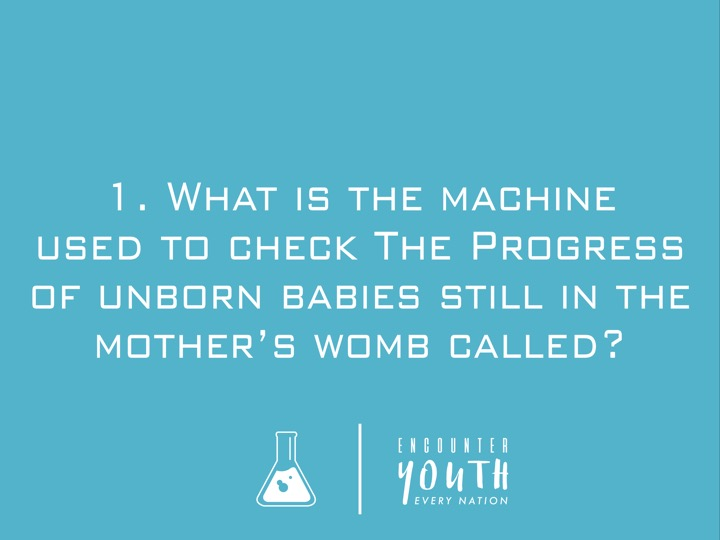 1. What is the machine
used to check The Progress
of unborn babies still in the
mother's womb called?
ENCOUNTER
YOUTH
EVERY NATION